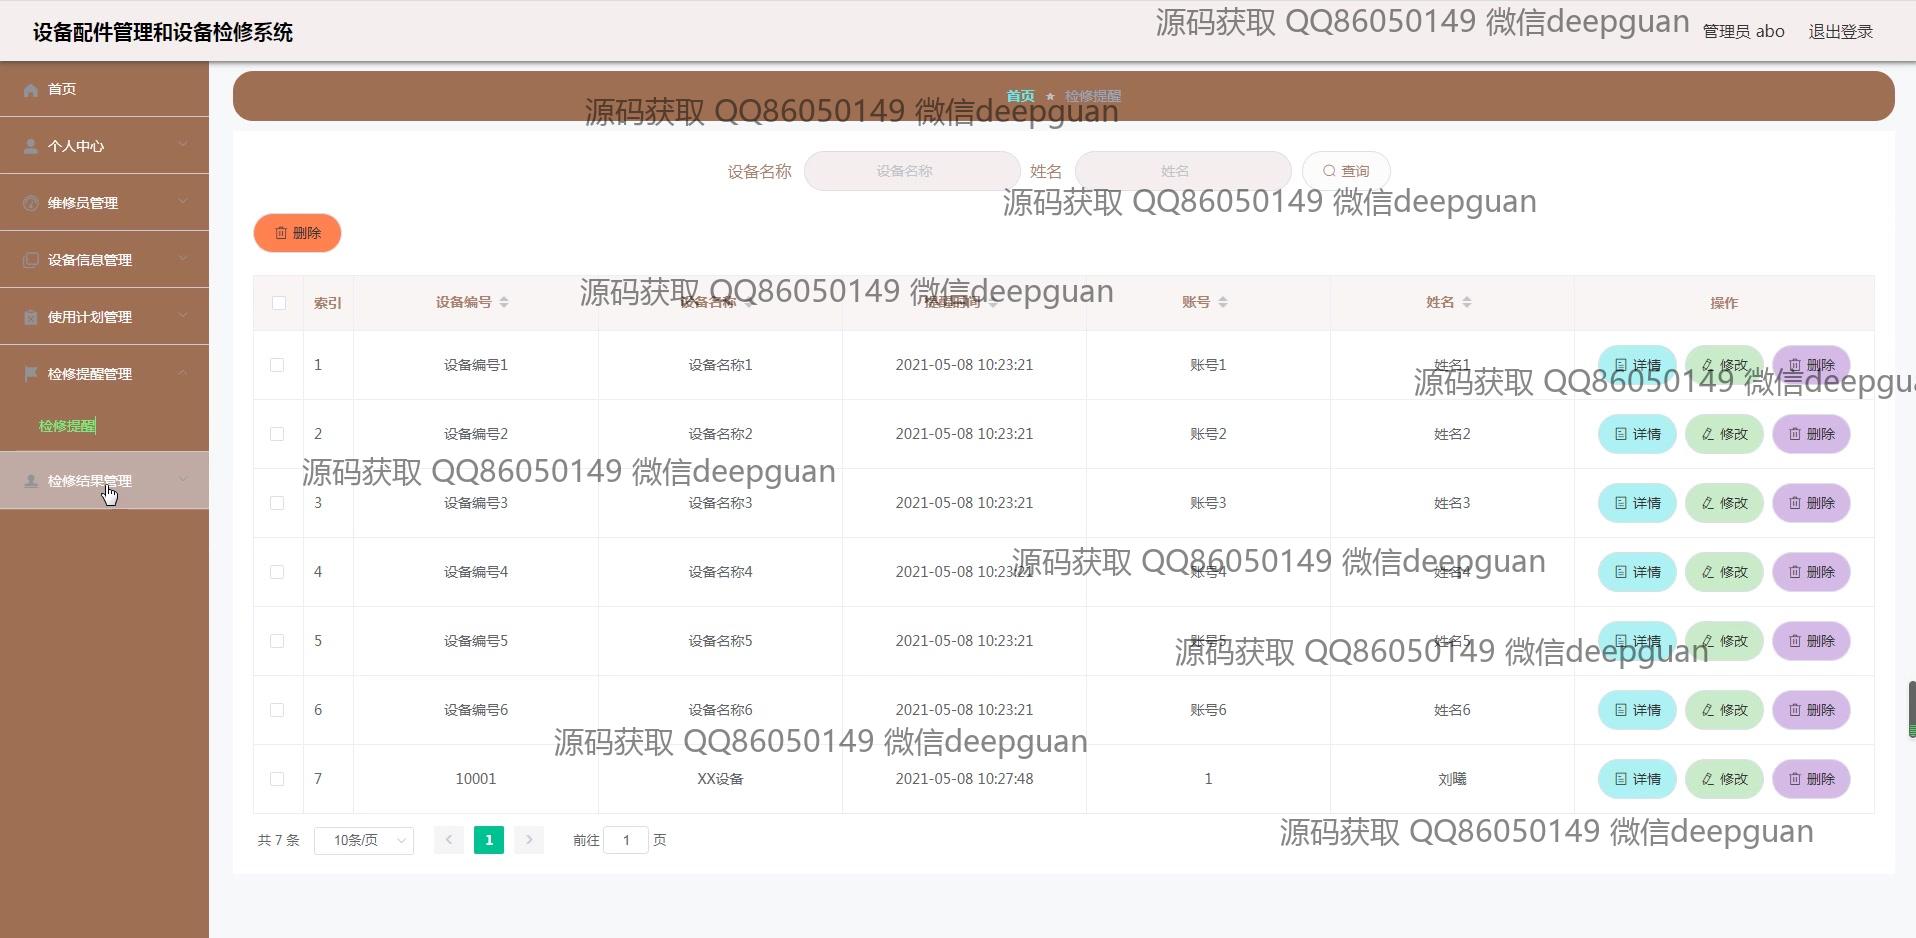 设备配件管理和设备检修系统
源码获取 QQ86050149 微信deepguan
管理员 abo
退出登录
首页
个人中心
维修员管理
设备信息管理
使用计划管理
检修提醒管理
检修提醒
检修结果管理
首页 ★ 检修提醒
源码获取 QQ86050149 微信deepguan
设备名称 设备名称 姓名 姓名 查询
源码获取 QQ86050149 微信deepguan
删除
源码获取 QQ86050149 微信deepguan
索引 设备编号 设备名称 提醒时间 账号 姓名 操作
1 设备编号1 设备名称1 2021-05-08 10:23:21 账号1 姓名1 详情 修改 删除
源码获取 QQ86050149 微信deepgua
2 设备编号2 设备名称2 2021-05-08 10:23:21 账号2 姓名2 详情 修改 删除
源码获取 QQ86050149 微信deepguan
3 设备编号3 设备名称3 2021-05-08 10:23:21 账号3 姓名3 详情 修改 删除
源码获取 QQ86050149 微信deepguan
4 设备编号4 设备名称4 2021-05-08 10:23:21 账号4 姓名4 详情 修改 删除
5 设备编号5 设备名称5 2021-05-08 10:23:21 账号5 姓名5 详情 修改 删除
源码获取 QQ86050149 微信deepguan
6 设备编号6 设备名称6 2021-05-08 10:23:21 账号6 姓名6 详情 修改 删除
源码获取 QQ86050149 微信deepguan
7 10001 XX设备 2021-05-08 10:27:48 1 刘曦 详情 修改 删除
源码获取 QQ86050149 微信deepguan
共 7 条 10条/页 1 前往 1 页